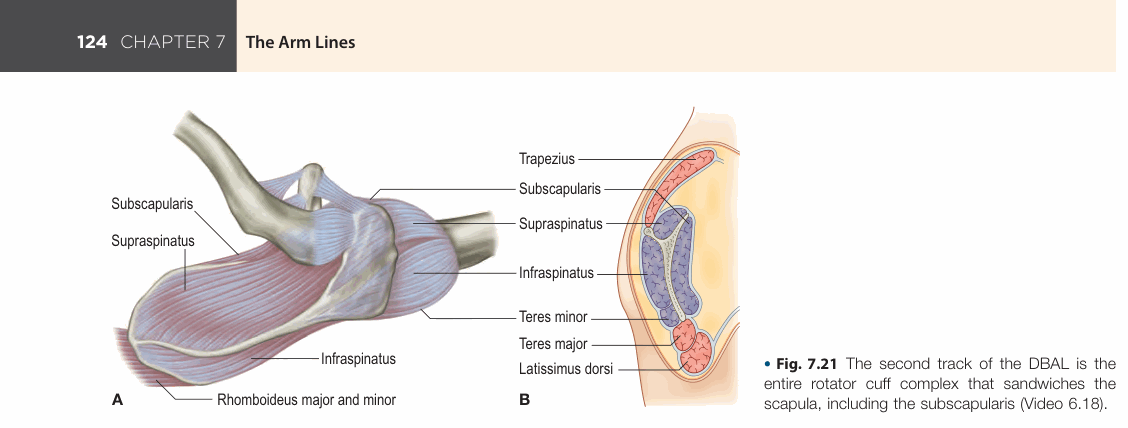 124 CHAPTER 7 The Arm Lines
Subscapularis
Supraspinatus
Infraspinatus
Rhomboideus major and minor
A
Trapezius
Subscapularis
Supraspinatus
Infraspinatus
Teres minor
Teres major
Latissimus dorsi
B
• Fig. 7.21 The second track of the DBAL is the
entire rotator cuff complex that sandwiches the
scapula, including the subscapularis (Video 6.18).